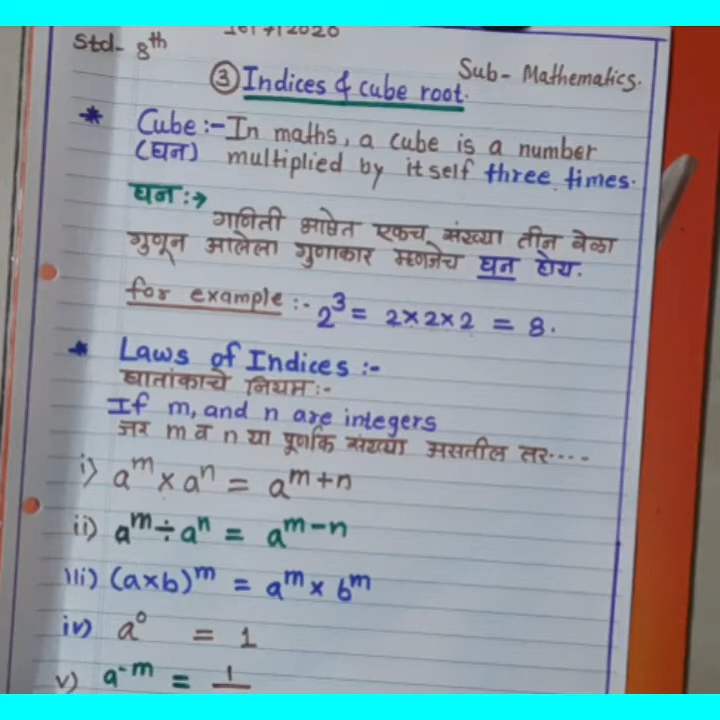 Std- 8th
16/7/2020
Sub- Mathematics.
③ Indices & cube root.
* Cube:- In maths, a cube is a number
(घन) multiplied by itself three times.
घन:→
गणिती भाषेत एकच संख्या तीन वेळा
गुणून आलेला गुणाकार म्हणजेच घन होय.
for example :- 2³ = 2×2×2 = 8.
* Laws of Indices :-
घातांकाचे नियम:-
If m, and n are integers
जर m व n या पूर्णांक संख्या असतील तर....
i) aᵐ × aⁿ = aᵐ⁺ⁿ
ii) aᵐ ÷ aⁿ = aᵐ⁻ⁿ
iii) (a×b)ᵐ = aᵐ × bᵐ
iv) a⁰ = 1
v) a⁻ᵐ = 1